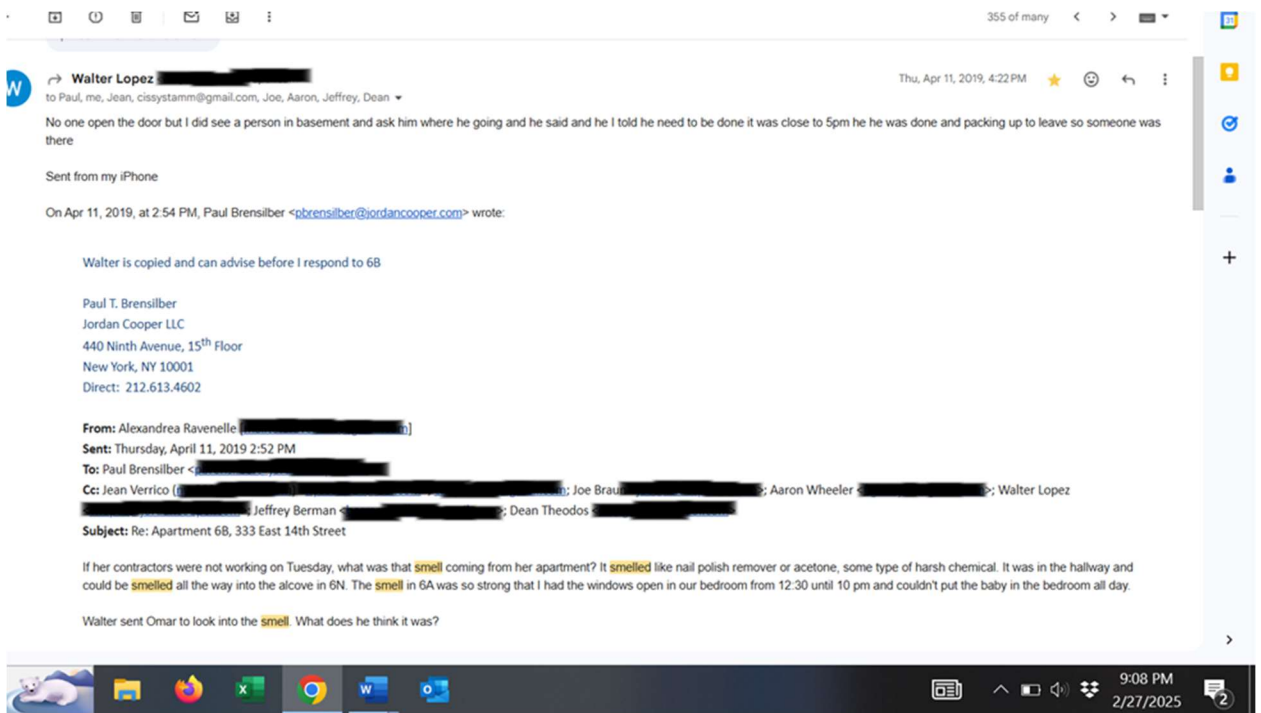 355 of many
31
W
Walter Lopez
Thu, Apr 11, 2019, 4:22 PM
to Paul, me, Jean, cissystamm@gmail.com, Joe, Aaron, Jeffrey, Dean
No one open the door but I did see a person in basement and ask him where he going and he said and he I told he need to be done it was close to 5pm he he was done and packing up to leave so someone was
there
Sent from my iPhone
On Apr 11, 2019, at 2:54 PM, Paul Brensilber <pbrensilber@jordancooper.com> wrote:
Walter is copied and can advise before I respond to 6B
Paul T. Brensilber
Jordan Cooper LLC
440 Ninth Avenue, 15th Floor
New York, NY 10001
Direct: 212.613.4602
From: Alexandrea Ravenelle [ ]
Sent: Thursday, April 11, 2019 2:52 PM
To: Paul Brensilber <
Cc: Jean Verrico ( ; Joe Brau >; Aaron Wheeler < >; Walter Lopez
; Jeffrey Berman < >; Dean Theodos <
Subject: Re: Apartment 6B, 333 East 14th Street
If her contractors were not working on Tuesday, what was that smell coming from her apartment? It smelled like nail polish remover or acetone, some type of harsh chemical. It was in the hallway and
could be smelled all the way into the alcove in 6N. The smell in 6A was so strong that I had the windows open in our bedroom from 12:30 until 10 pm and couldn't put the baby in the bedroom all day.
Walter sent Omar to look into the smell. What does he think it was?
9:08 PM
2/27/2025
2